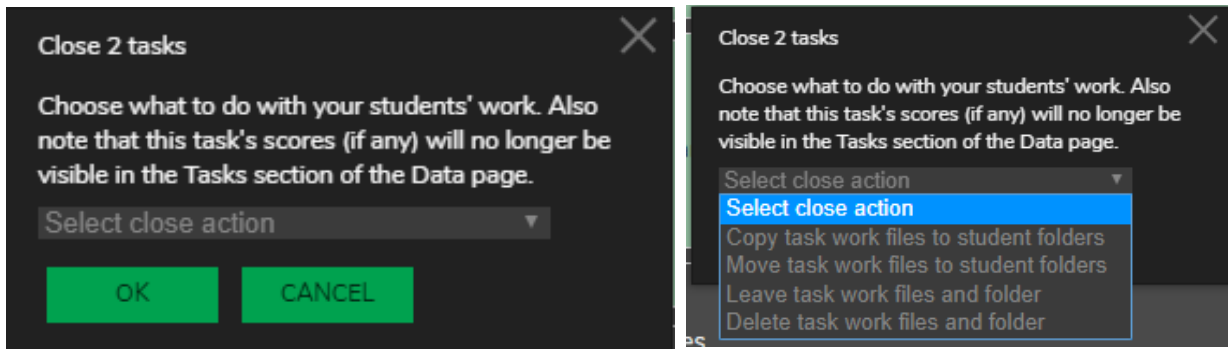 Close 2 tasks
Choose what to do with your students' work. Also
note that this task's scores (if any) will no longer be
visible in the Tasks section of the Data page.
Select close action
OK
CANCEL
Close 2 tasks
Choose what to do with your students' work. Also
note that this task's scores (if any) will no longer be
visible in the Tasks section of the Data page.
Select close action
Select close action
Copy task work files to student folders
Move task work files to student folders
Leave task work files and folder
Delete task work files and folder
es